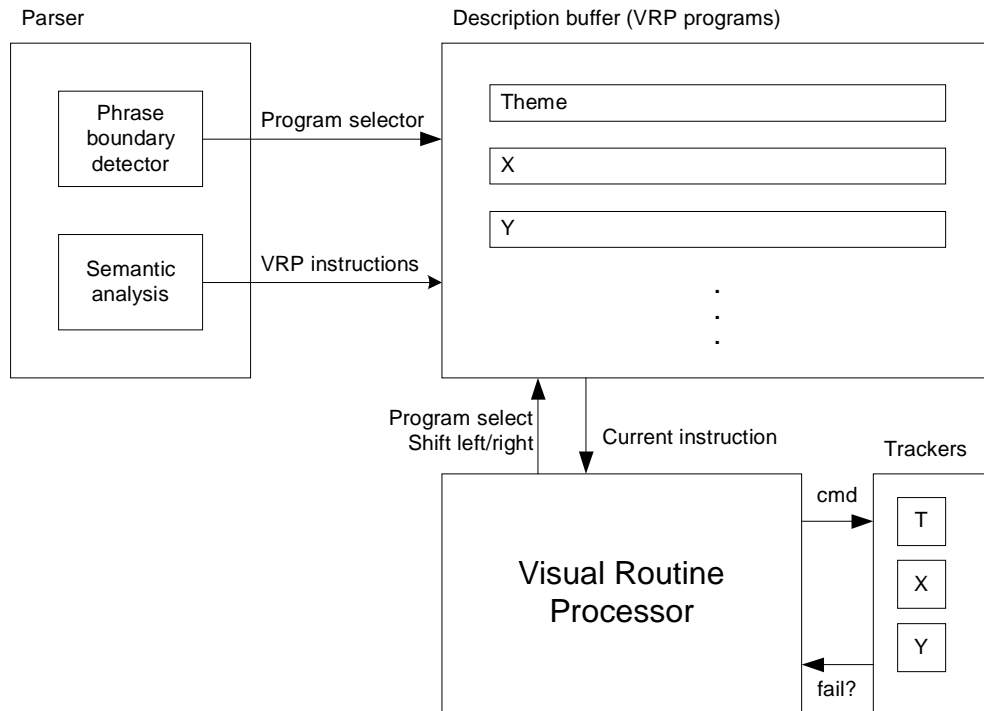 Parser
Description buffer (VRP programs)
Phrase
boundary
detector
Program selector
Theme
X
Y
Semantic
analysis
VRP instructions
.
.
.
Program select
Shift left/right
Current instruction
Trackers
Visual Routine
Processor
cmd
T
X
Y
fail?